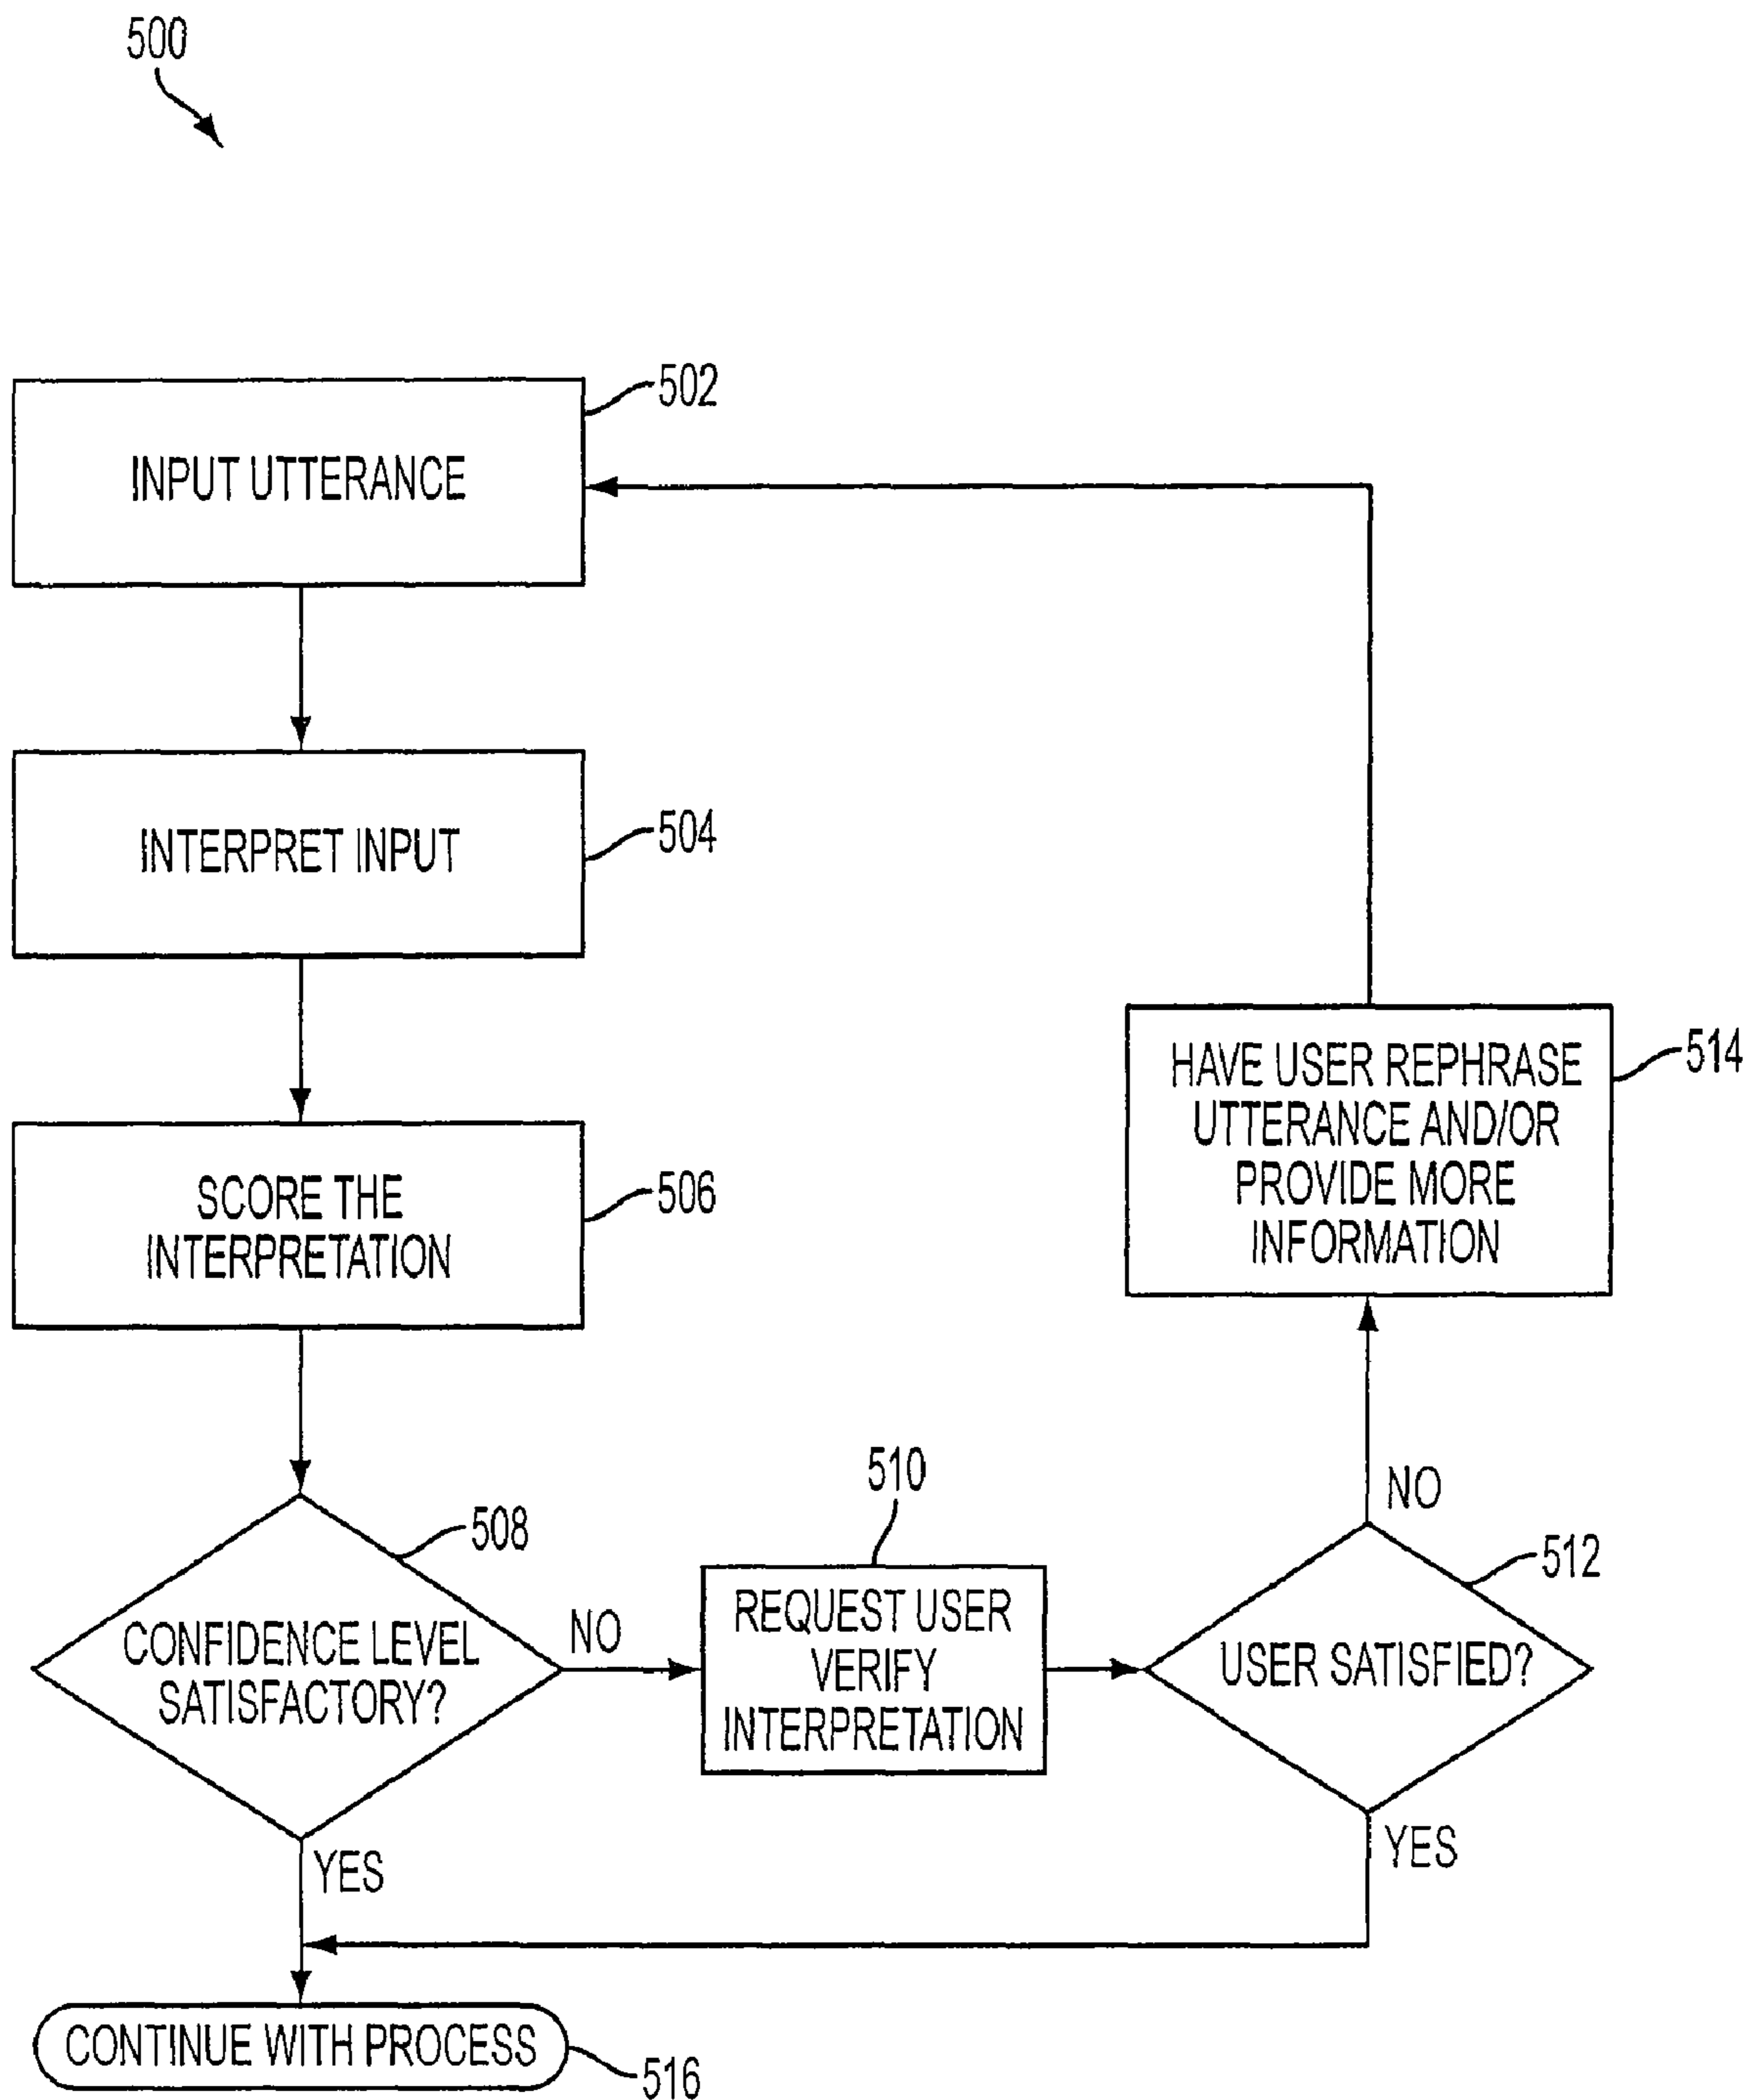 500
502
INPUT UTTERANCE
504
INTERPRET INPUT
506
SCORE THE
INTERPRETATION
508
CONFIDENCE LEVEL
SATISFACTORY?
NO
YES
510
REQUEST USER
VERIFY
INTERPRETATION
512
USER SATISFIED?
NO
YES
514
HAVE USER REPHRASE
UTTERANCE AND/OR
PROVIDE MORE
INFORMATION
CONTINUE WITH PROCESS
516